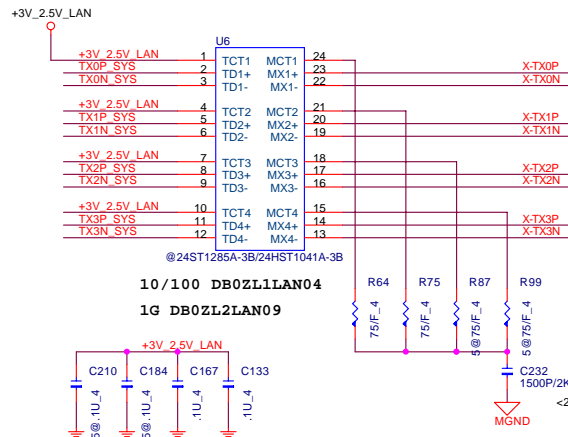 +3V_2.5V_LAN
U6
+3V_2.5V_LAN 1 TCT1 MCT1 24
TX0P_SYS 2 TD1+ MX1+ 23 X-TX0P
TX0N_SYS 3 TD1- MX1- 22 X-TX0N
+3V_2.5V_LAN 4 TCT2 MCT2 21
TX1P_SYS 5 TD2+ MX2+ 20 X-TX1P
TX1N_SYS 6 TD2- MX2- 19 X-TX1N
+3V_2.5V_LAN 7 TCT3 MCT3 18
TX2P_SYS 8 TD3+ MX3+ 17 X-TX2P
TX2N_SYS 9 TD3- MX3- 16 X-TX2N
+3V_2.5V_LAN 10 TCT4 MCT4 15
TX3P_SYS 11 TD4+ MX4+ 14 X-TX3P
TX3N_SYS 12 TD4- MX4- 13 X-TX3N
@24ST1285A-3B/24HST1041A-3B
10/100 DB0ZL1LAN04
1G DB0ZL2LAN09
R64 R75 R87 R99
75/F_4 75/F_4 5@75/F_4 5@75/F_4
+3V_2.5V_LAN
C210 C184 C167 C133
5@.1U_4 5@.1U_4 .1U_4 .1U_4
C232
1500P/2K
<2
MGND